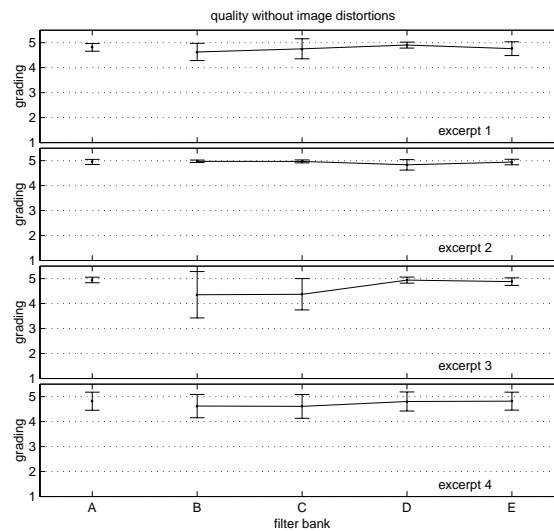 quality without image distortions
5
4
3
2
1
grading
excerpt 1
5
4
3
2
1
grading
excerpt 2
5
4
3
2
1
grading
excerpt 3
5
4
3
2
1
grading
excerpt 4
A B C D E
filter bank